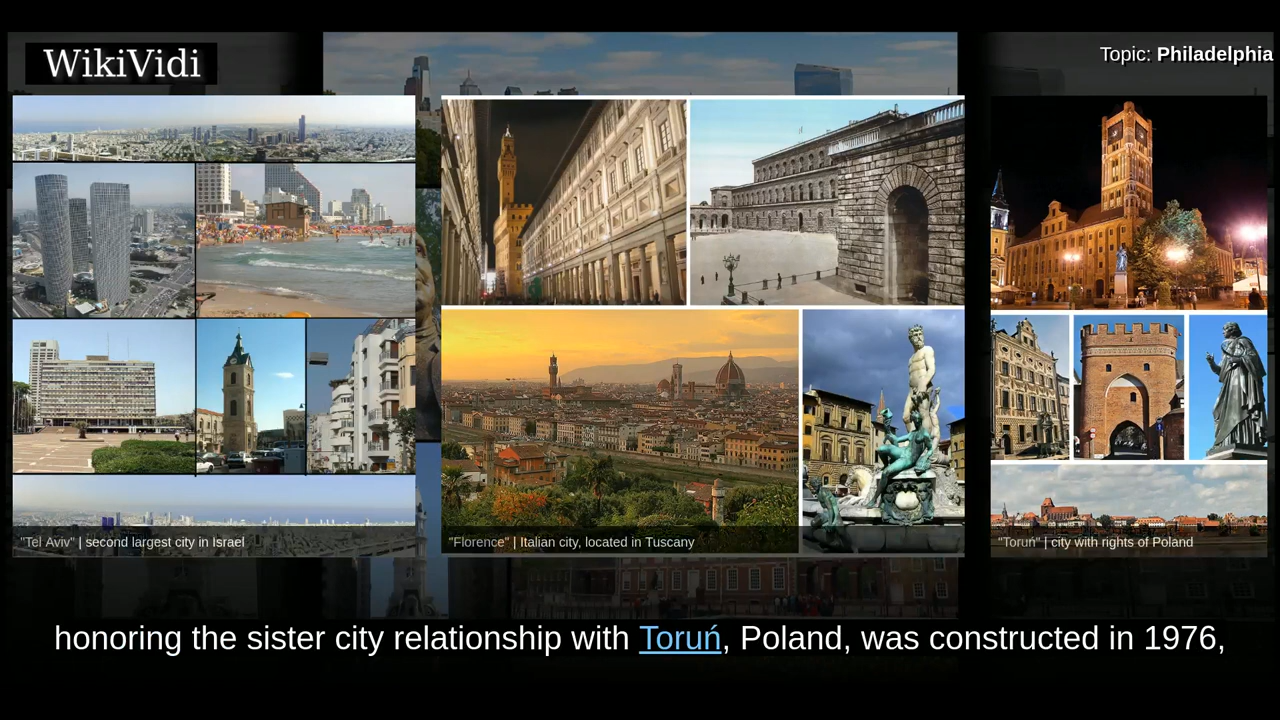 WikiVidi
Topic: Philadelphia
"Tel Aviv" | second largest city in Israel
"Florence" | Italian city, located in Tuscany
"Toruń" | city with rights of Poland
honoring the sister city relationship with Toruń, Poland, was constructed in 1976,